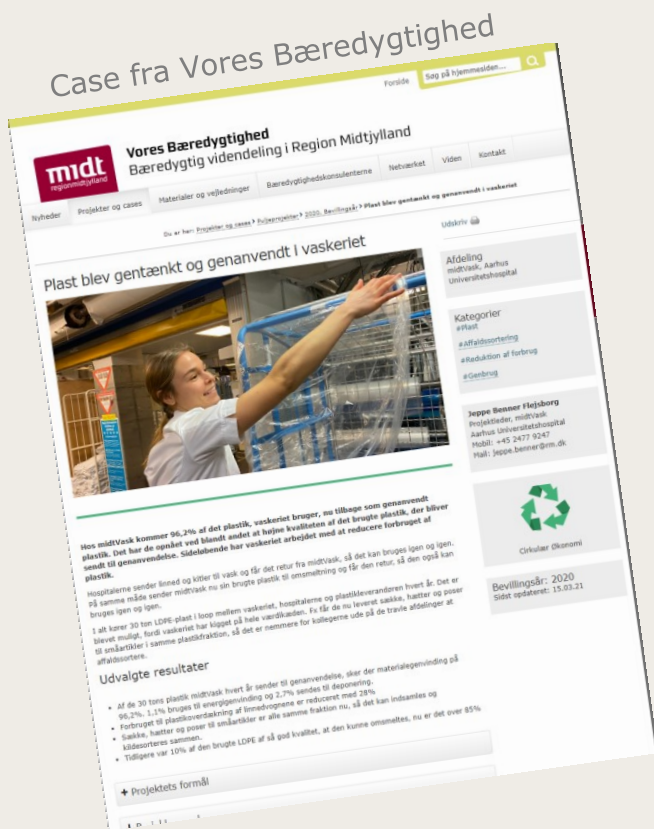 Case fra Vores Bæredygtighed
Forside
Søg på hjemmesiden...
midt
regionmidtjylland
Vores Bæredygtighed
Bæredygtig videndeling i Region Midtjylland
Nyheder
Projekter og cases
Materialer og vejledninger
Bæredygtighedskonsulenterne
Netværket
Viden
Kontakt
Du er her: Projekter og cases > Puljeprojekter > 2020. Bevillingsår > Plast blev gentænkt og genanvendt i vaskeriet
Plast blev gentænkt og genanvendt i vaskeriet
Udskriv
Afdeling
midtVask, Aarhus
Universitetshospital
Kategorier
#Plast
#Affaldssortering
#Reduktion af forbrug
#Genbrug
Jeppe Benner Flejsborg
Projektleder, midtVask
Aarhus Universitetshospital
Mobil: +45 2477 9247
Mail: jeppe.benner@rm.dk
Cirkulær Økonomi
Bevillingsår: 2020
Sidst opdateret: 15.03.21
Hos midtVask kommer 96,2% af det plastik, vaskeriet bruger, nu tilbage som genanvendt
plastik. Det har de opnået ved blandt andet at højne kvaliteten af det brugte plastik, der bliver
sendt til genanvendelse. Sideløbende har vaskeriet arbejdet med at reducere forbruget af
plastik.
Hospitalerne sender linned og kitler til vask og får det retur fra midtVask, så det kan bruges igen og igen.
På samme måde sender midtVask nu sin brugte plastik til omsmeltning og får den retur, så den også kan
bruges igen og igen.
I alt kører 30 ton LDPE-plast i loop mellem vaskeriet, hospitalerne og plastikleverandøren hvert år. Det er
blevet muligt, fordi vaskeriet har kigget på hele værdikæden. Fx får de nu leveret sække, hætter og poser
til småartikler i samme plastikfraktion, så det er nemmere for kollegerne ude på de travle afdelinger at
affaldssortere.
Udvalgte resultater
• Af de 30 tons plastik midtVask hvert år sender til genanvendelse, sker der materialegenvinding på
96,2%. 1,1% bruges til energigenvinding og 2,7% sendes til deponering.
• Forbruget til plastikoverdækning af linnedvognene er reduceret med 28%
• Sække, hætter og poser til småartikler er alle samme fraktion nu, så det kan indsamles og
kildesorteres sammen.
• Tidligere var 10% af den brugte LDPE af så god kvalitet, at den kunne omsmeltes, nu er det over 85%
+ Projektets formål